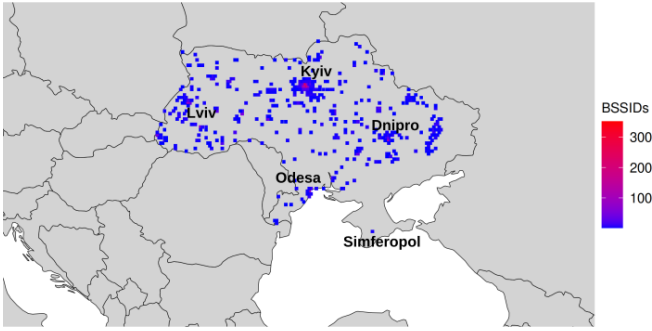 Kyiv
Lviv
Dnipro
Odesa
Simferopol
BSSIDs
300
200
100